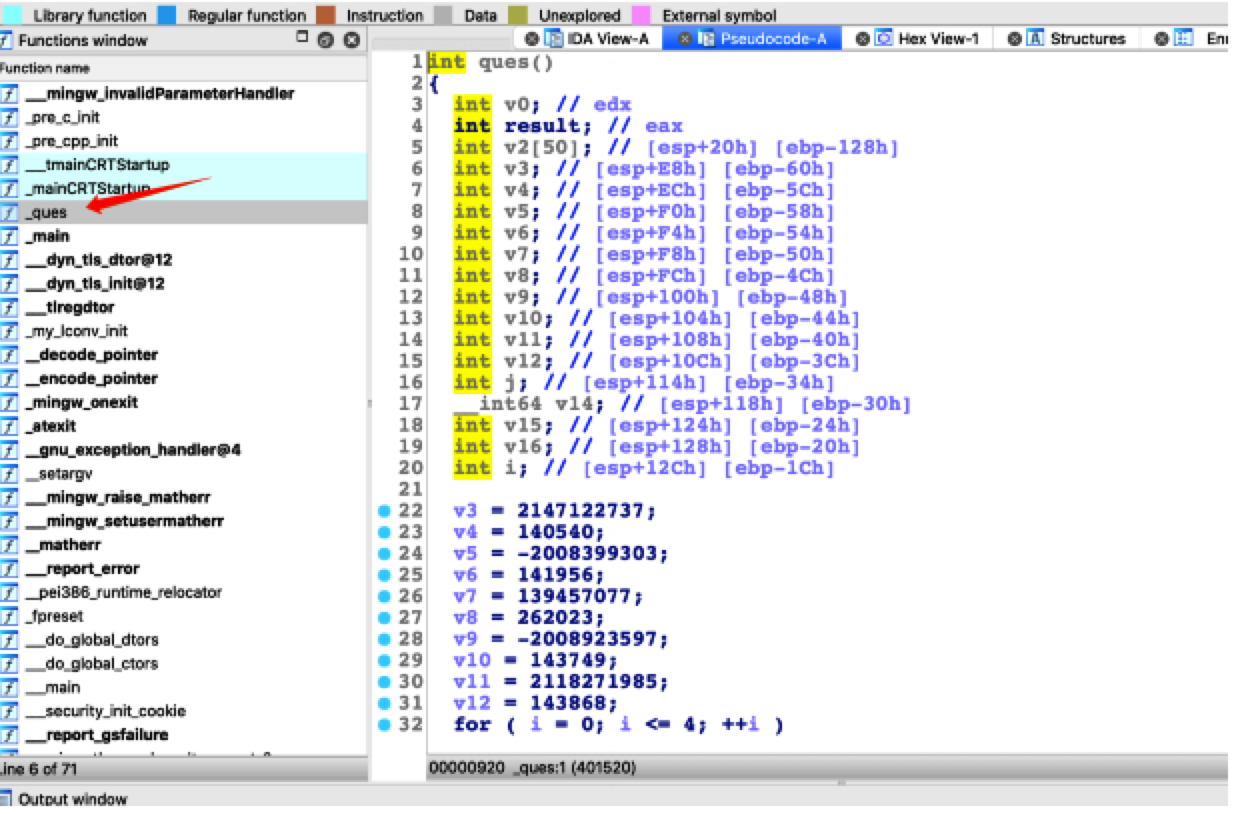 Library function Regular function Instruction Data Unexplored External symbol
Functions window
IDA View-A Pseudocode-A Hex View-1 Structures
Function name
__mingw_invalidParameterHandler
_pre_c_init
_pre_cpp_init
__tmainCRTStartup
_mainCRTStartup
_ques
_main
__dyn_tls_dtor@12
__dyn_tls_init@12
__tlregdtor
_my_lconv_init
__decode_pointer
__encode_pointer
_mingw_onexit
_atexit
__gnu_exception_handler@4
__setargv
__mingw_raise_matherr
__mingw_setusermatherr
__matherr
__report_error
__pei386_runtime_relocator
_fpreset
__do_global_dtors
__do_global_ctors
__main
__security_init_cookie
__report_gsfailure
Line 6 of 71
1 int ques()
2 {
3 int v0; // edx
4 int result; // eax
5 int v2[50]; // [esp+20h] [ebp-128h]
6 int v3; // [esp+E8h] [ebp-60h]
7 int v4; // [esp+ECh] [ebp-5Ch]
8 int v5; // [esp+F0h] [ebp-58h]
9 int v6; // [esp+F4h] [ebp-54h]
10 int v7; // [esp+F8h] [ebp-50h]
11 int v8; // [esp+FCh] [ebp-4Ch]
12 int v9; // [esp+100h] [ebp-48h]
13 int v10; // [esp+104h] [ebp-44h]
14 int v11; // [esp+108h] [ebp-40h]
15 int v12; // [esp+10Ch] [ebp-3Ch]
16 int j; // [esp+114h] [ebp-34h]
17 __int64 v14; // [esp+118h] [ebp-30h]
18 int v15; // [esp+124h] [ebp-24h]
19 int v16; // [esp+128h] [ebp-20h]
20 int i; // [esp+12Ch] [ebp-1Ch]
21
22 v3 = 2147122737;
23 v4 = 140540;
24 v5 = -2008399303;
25 v6 = 141956;
26 v7 = 139457077;
27 v8 = 262023;
28 v9 = -2008923597;
29 v10 = 143749;
30 v11 = 2118271985;
31 v12 = 143868;
32 for ( i = 0; i <= 4; ++i )
00000920 _ques:1 (401520)
Output window